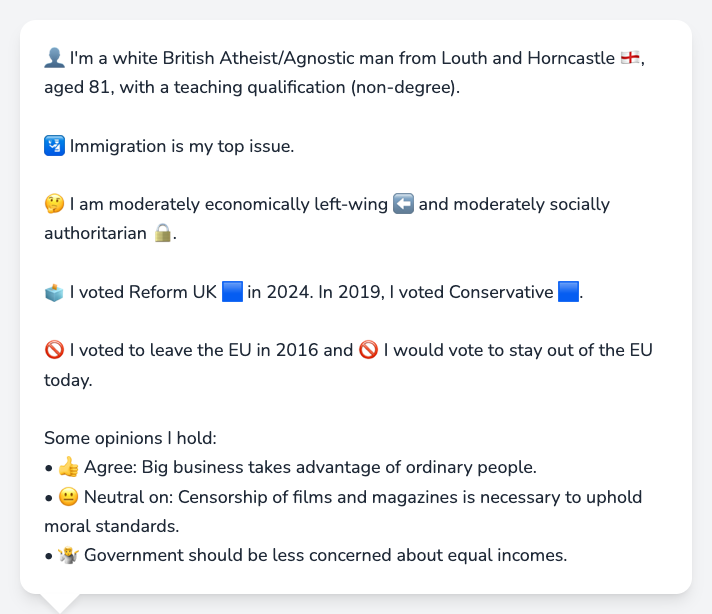 👤 I'm a white British Atheist/Agnostic man from Louth and Horncastle 🏴󠁧󠁢󠁥󠁮󠁧󠁿,
aged 81, with a teaching qualification (non-degree).
🛂 Immigration is my top issue.
🤔 I am moderately economically left-wing ⬅️ and moderately socially
authoritarian 🔒.
🗳️ I voted Reform UK 🟦 in 2024. In 2019, I voted Conservative 🟦.
🚫 I voted to leave the EU in 2016 and 🚫 I would vote to stay out of the EU
today.
Some opinions I hold:
• 👍 Agree: Big business takes advantage of ordinary people.
• 😐 Neutral on: Censorship of films and magazines is necessary to uphold
moral standards.
• 🤷 Government should be less concerned about equal incomes.